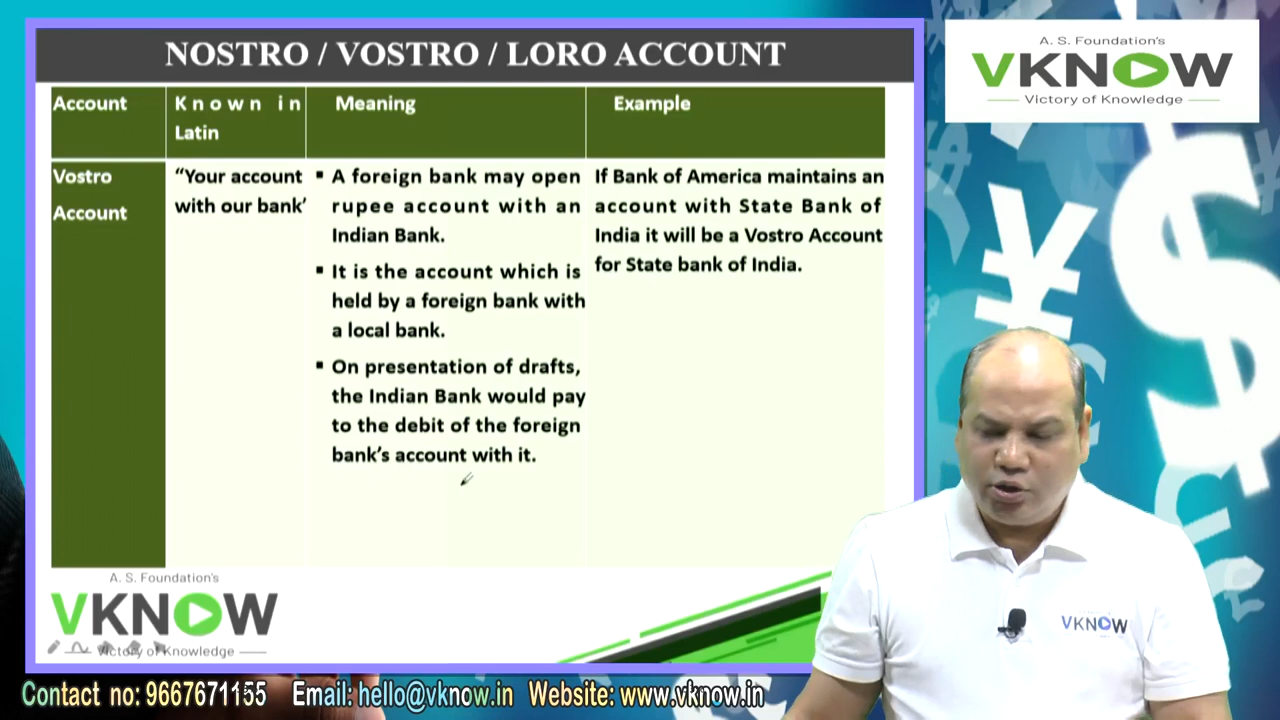 NOSTRO / VOSTRO / LORO ACCOUNT
Account
Known in
Latin
Meaning
Example
Vostro
Account
“Your account
with our bank’
▪ A foreign bank may open
rupee account with an
Indian Bank.
▪ It is the account which is
held by a foreign bank with
a local bank.
▪ On presentation of drafts,
the Indian Bank would pay
to the debit of the foreign
bank’s account with it.
If Bank of America maintains an
account with State Bank of
India it will be a Vostro Account
for State bank of India.
A. S. Foundation's
VKNOW
Victory of Knowledge
A. S. Foundation's
VKNOW
Victory of Knowledge
VKNOW
Contact no: 9667671155 Email: hello@vknow.in Website: www.vknow.in